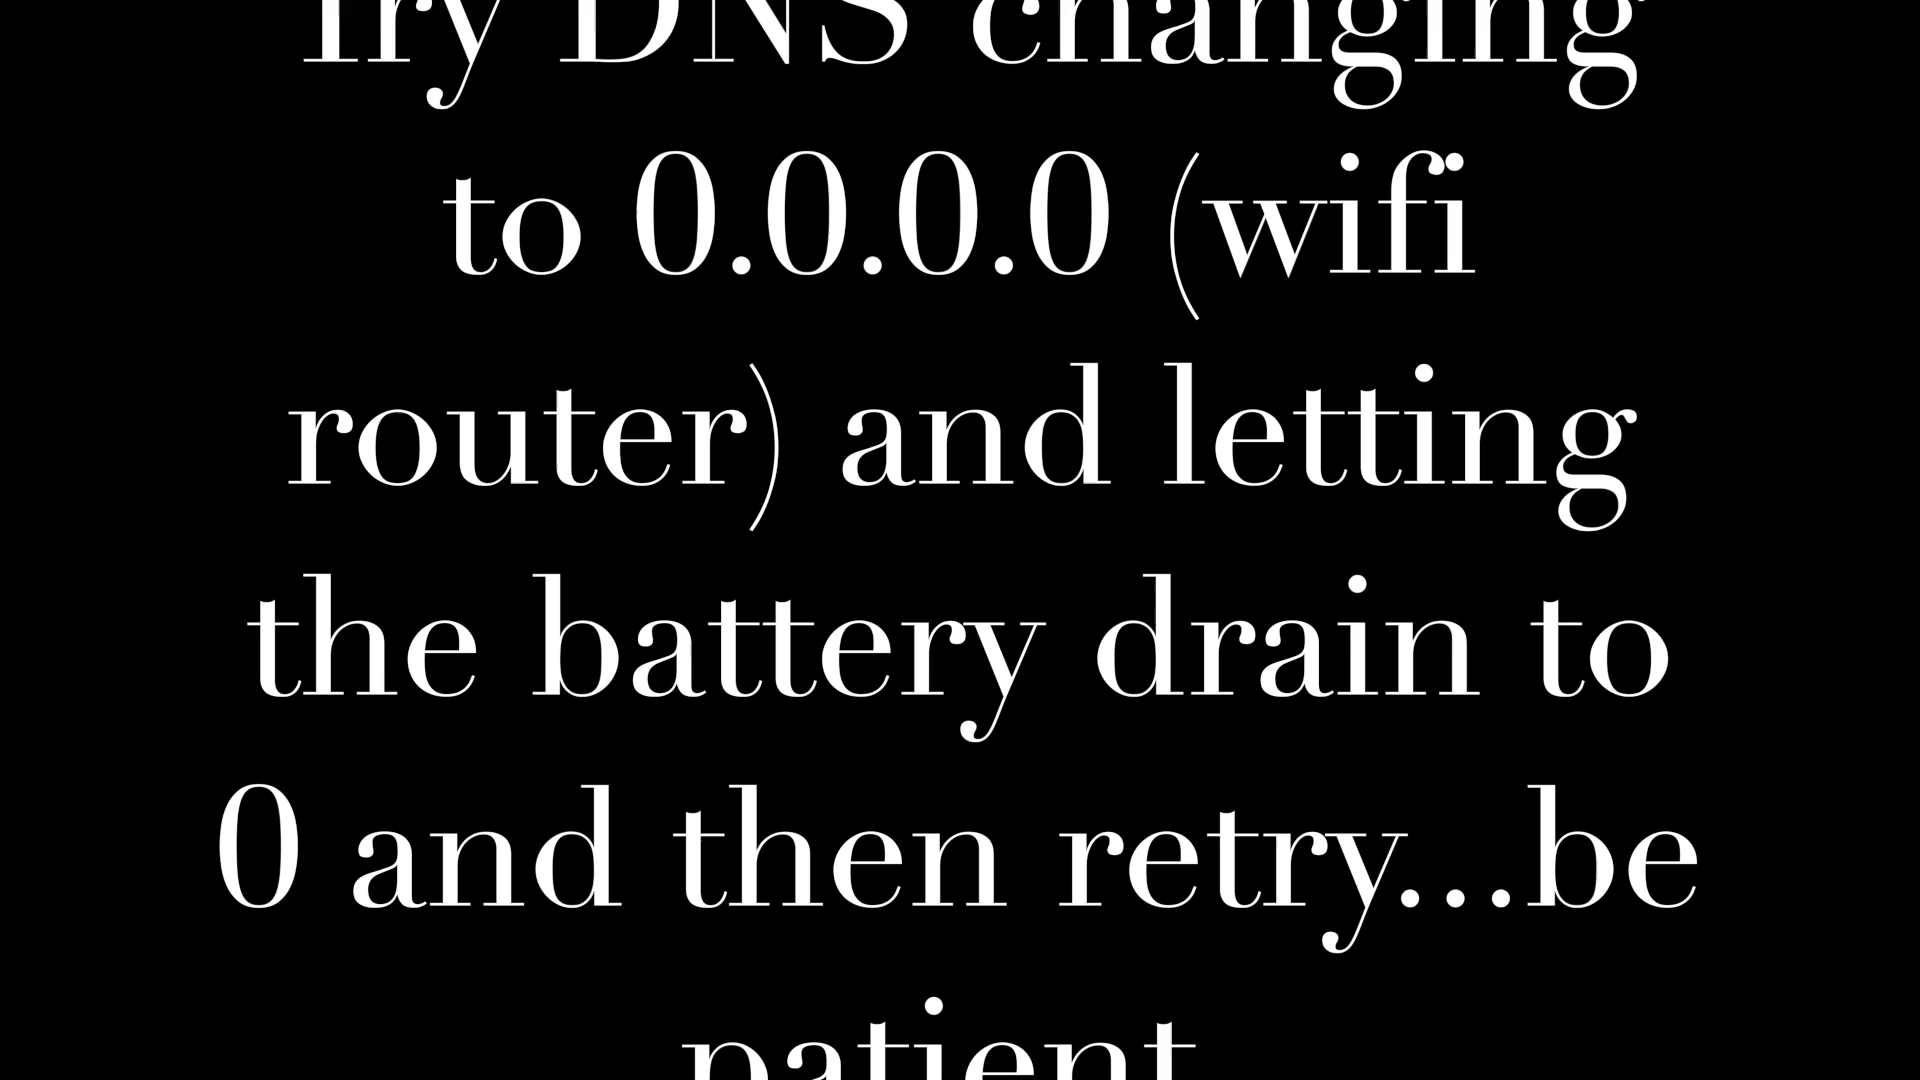 Try DNS changing
to 0.0.0.0 (wifi
router) and letting
the battery drain to
0 and then retry...be
patient